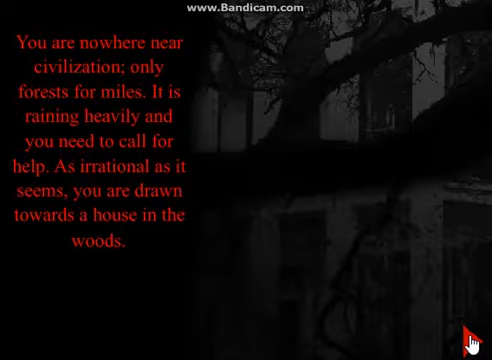 www.Bandicam.com
You are nowhere near
civilization; only
forests for miles. It is
raining heavily and
you need to call for
help. As irrational as it
seems, you are drawn
towards a house in the
woods.